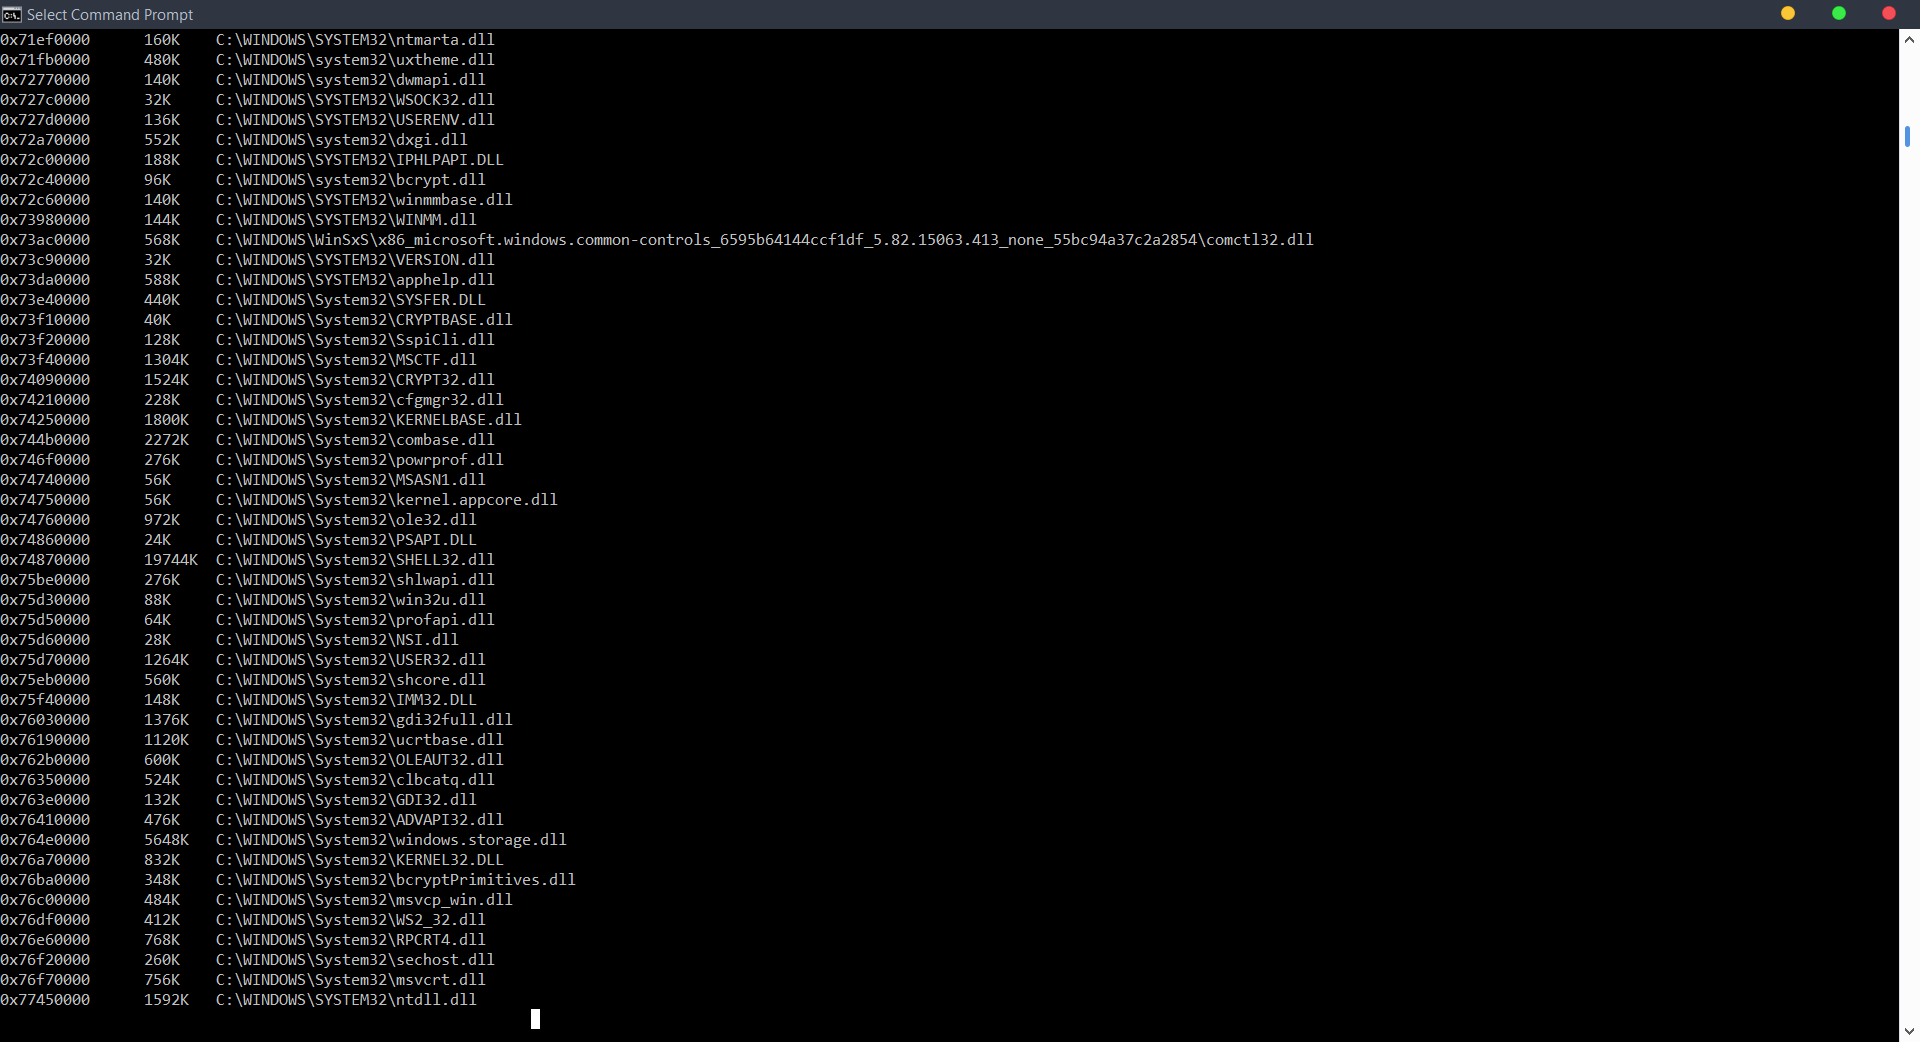 Select Command Prompt
0x71ef0000 160K C:\WINDOWS\SYSTEM32\ntmarta.dll
0x71fb0000 480K C:\WINDOWS\system32\uxtheme.dll
0x72770000 140K C:\WINDOWS\SYSTEM32\dwmapi.dll
0x727c0000 32K C:\WINDOWS\SYSTEM32\WSOCK32.dll
0x727d0000 136K C:\WINDOWS\SYSTEM32\USERENV.dll
0x72a70000 552K C:\WINDOWS\system32\dxgi.dll
0x72c00000 188K C:\WINDOWS\SYSTEM32\IPHLPAPI.DLL
0x72c40000 96K C:\WINDOWS\system32\bcrypt.dll
0x72c60000 140K C:\WINDOWS\SYSTEM32\winmmbase.dll
0x73980000 144K C:\WINDOWS\SYSTEM32\WINMM.dll
0x73ac0000 568K C:\WINDOWS\WinSxS\x86_microsoft.windows.common-controls_6595b64144ccf1df_5.82.15063.413_none_55bc94a37c2a2854\comctl32.dll
0x73c90000 32K C:\WINDOWS\SYSTEM32\VERSION.dll
0x73da0000 588K C:\WINDOWS\SYSTEM32\apphelp.dll
0x73e40000 440K C:\WINDOWS\System32\SYSFER.DLL
0x73f10000 40K C:\WINDOWS\System32\CRYPTBASE.dll
0x73f20000 128K C:\WINDOWS\System32\SspiCli.dll
0x73f40000 1304K C:\WINDOWS\System32\MSCTF.dll
0x74090000 1524K C:\WINDOWS\System32\CRYPT32.dll
0x74210000 228K C:\WINDOWS\System32\cfgmgr32.dll
0x74250000 1800K C:\WINDOWS\System32\KERNELBASE.dll
0x744b0000 2272K C:\WINDOWS\System32\combase.dll
0x746f0000 276K C:\WINDOWS\System32\powrprof.dll
0x74740000 56K C:\WINDOWS\System32\MSASN1.dll
0x74750000 56K C:\WINDOWS\System32\kernel.appcore.dll
0x74760000 972K C:\WINDOWS\System32\ole32.dll
0x74860000 24K C:\WINDOWS\System32\PSAPI.DLL
0x74870000 19744K C:\WINDOWS\System32\SHELL32.dll
0x75be0000 276K C:\WINDOWS\System32\shlwapi.dll
0x75d30000 88K C:\WINDOWS\System32\win32u.dll
0x75d50000 64K C:\WINDOWS\System32\profapi.dll
0x75d60000 28K C:\WINDOWS\System32\NSI.dll
0x75d70000 1264K C:\WINDOWS\System32\USER32.dll
0x75eb0000 560K C:\WINDOWS\System32\shcore.dll
0x75f40000 148K C:\WINDOWS\System32\IMM32.DLL
0x76030000 1376K C:\WINDOWS\System32\gdi32full.dll
0x76190000 1120K C:\WINDOWS\System32\ucrtbase.dll
0x762b0000 600K C:\WINDOWS\System32\OLEAUT32.dll
0x76350000 524K C:\WINDOWS\System32\clbcatq.dll
0x763e0000 132K C:\WINDOWS\System32\GDI32.dll
0x76410000 476K C:\WINDOWS\System32\ADVAPI32.dll
0x764e0000 5648K C:\WINDOWS\System32\windows.storage.dll
0x76a70000 832K C:\WINDOWS\System32\KERNEL32.DLL
0x76ba0000 348K C:\WINDOWS\System32\bcryptPrimitives.dll
0x76c00000 484K C:\WINDOWS\System32\msvcp_win.dll
0x76df0000 412K C:\WINDOWS\System32\WS2_32.dll
0x76e60000 768K C:\WINDOWS\System32\RPCRT4.dll
0x76f20000 260K C:\WINDOWS\System32\sechost.dll
0x76f70000 756K C:\WINDOWS\System32\msvcrt.dll
0x77450000 1592K C:\WINDOWS\SYSTEM32\ntdll.dll